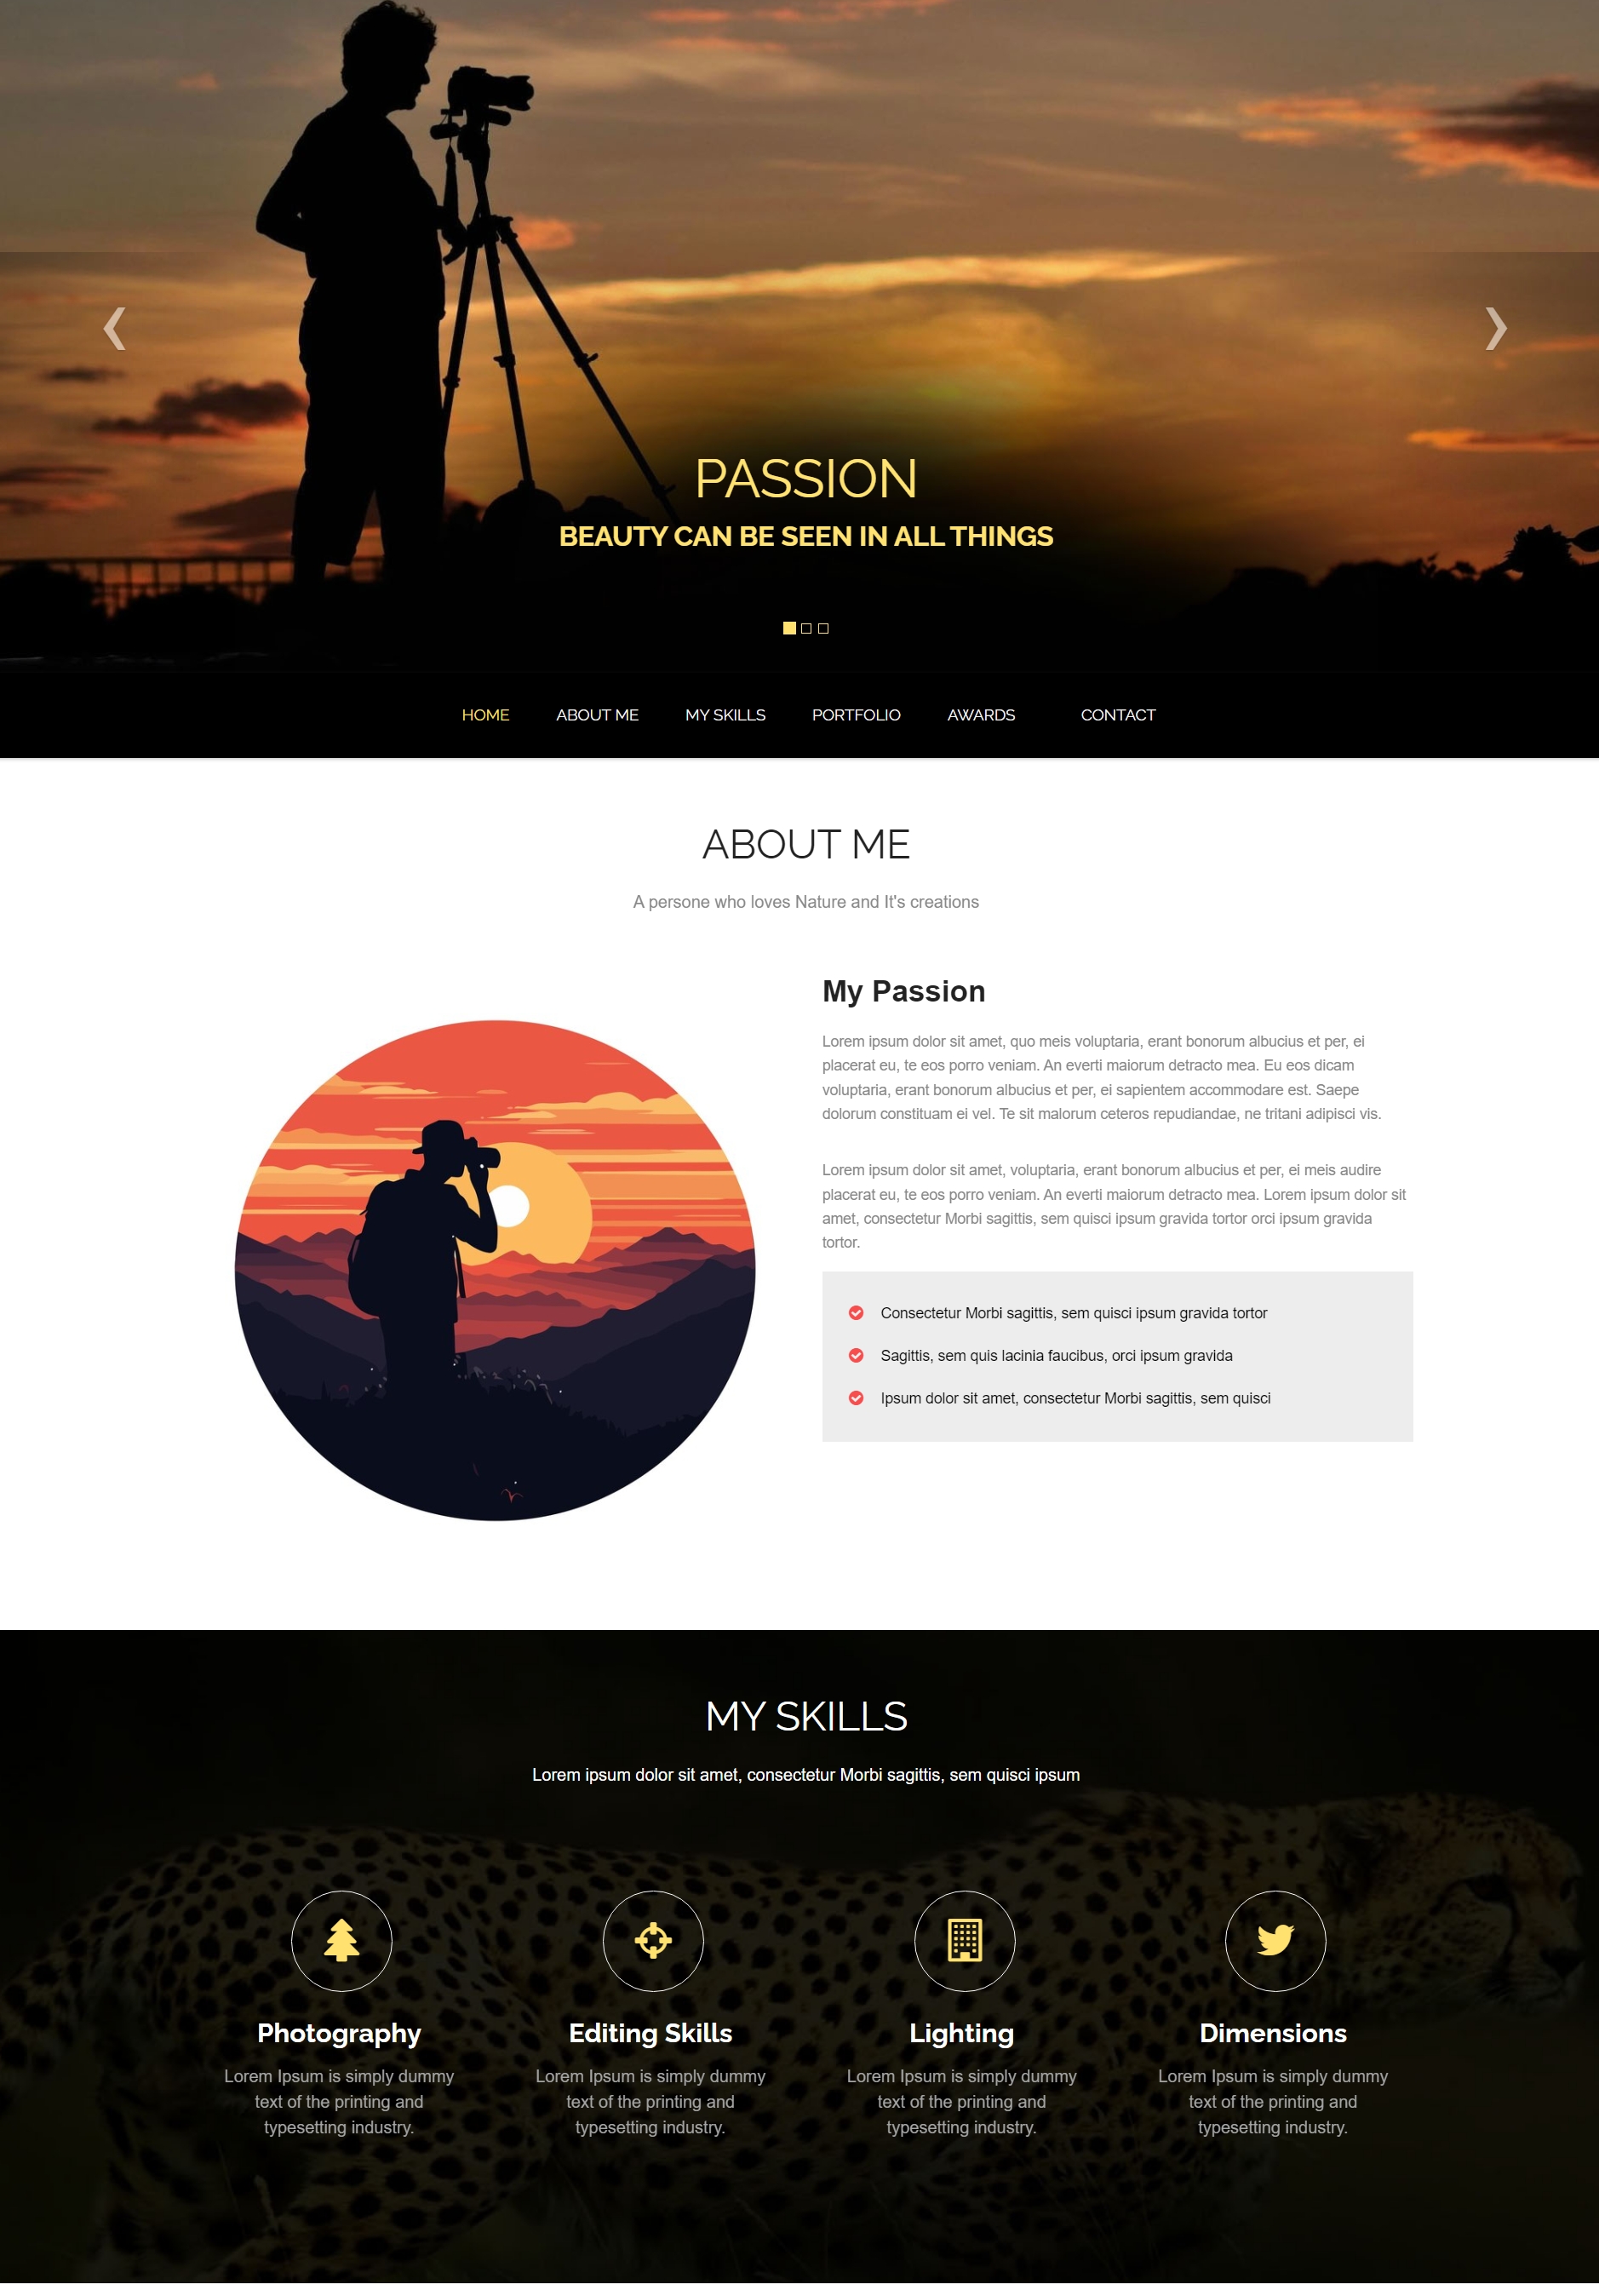 PASSION
BEAUTY CAN BE SEEN IN ALL THINGS
HOME ABOUT ME MY SKILLS PORTFOLIO AWARDS CONTACT
ABOUT ME
A persone who loves Nature and It's creations
My Passion
Lorem ipsum dolor sit amet, quo meis voluptaria, erant bonorum albucius et per, ei
placerat eu, te eos porro veniam. An everti maiorum detracto mea. Eu eos dicam
voluptaria, erant bonorum albucius et per, ei sapientem accommodare est. Saepe
dolorum constituam ei vel. Te sit malorum ceteros repudiandae, ne tritani adipisci vis.
Lorem ipsum dolor sit amet, voluptaria, erant bonorum albucius et per, ei meis audire
placerat eu, te eos porro veniam. An everti maiorum detracto mea. Lorem ipsum dolor sit
amet, consectetur Morbi sagittis, sem quisci ipsum gravida tortor orci ipsum gravida
tortor.
Consectetur Morbi sagittis, sem quisci ipsum gravida tortor
Sagittis, sem quis lacinia faucibus, orci ipsum gravida
Ipsum dolor sit amet, consectetur Morbi sagittis, sem quisci
MY SKILLS
Lorem ipsum dolor sit amet, consectetur Morbi sagittis, sem quisci ipsum
Photography
Lorem Ipsum is simply dummy
text of the printing and
typesetting industry.
Editing Skills
Lorem Ipsum is simply dummy
text of the printing and
typesetting industry.
Lighting
Lorem Ipsum is simply dummy
text of the printing and
typesetting industry.
Dimensions
Lorem Ipsum is simply dummy
text of the printing and
typesetting industry.